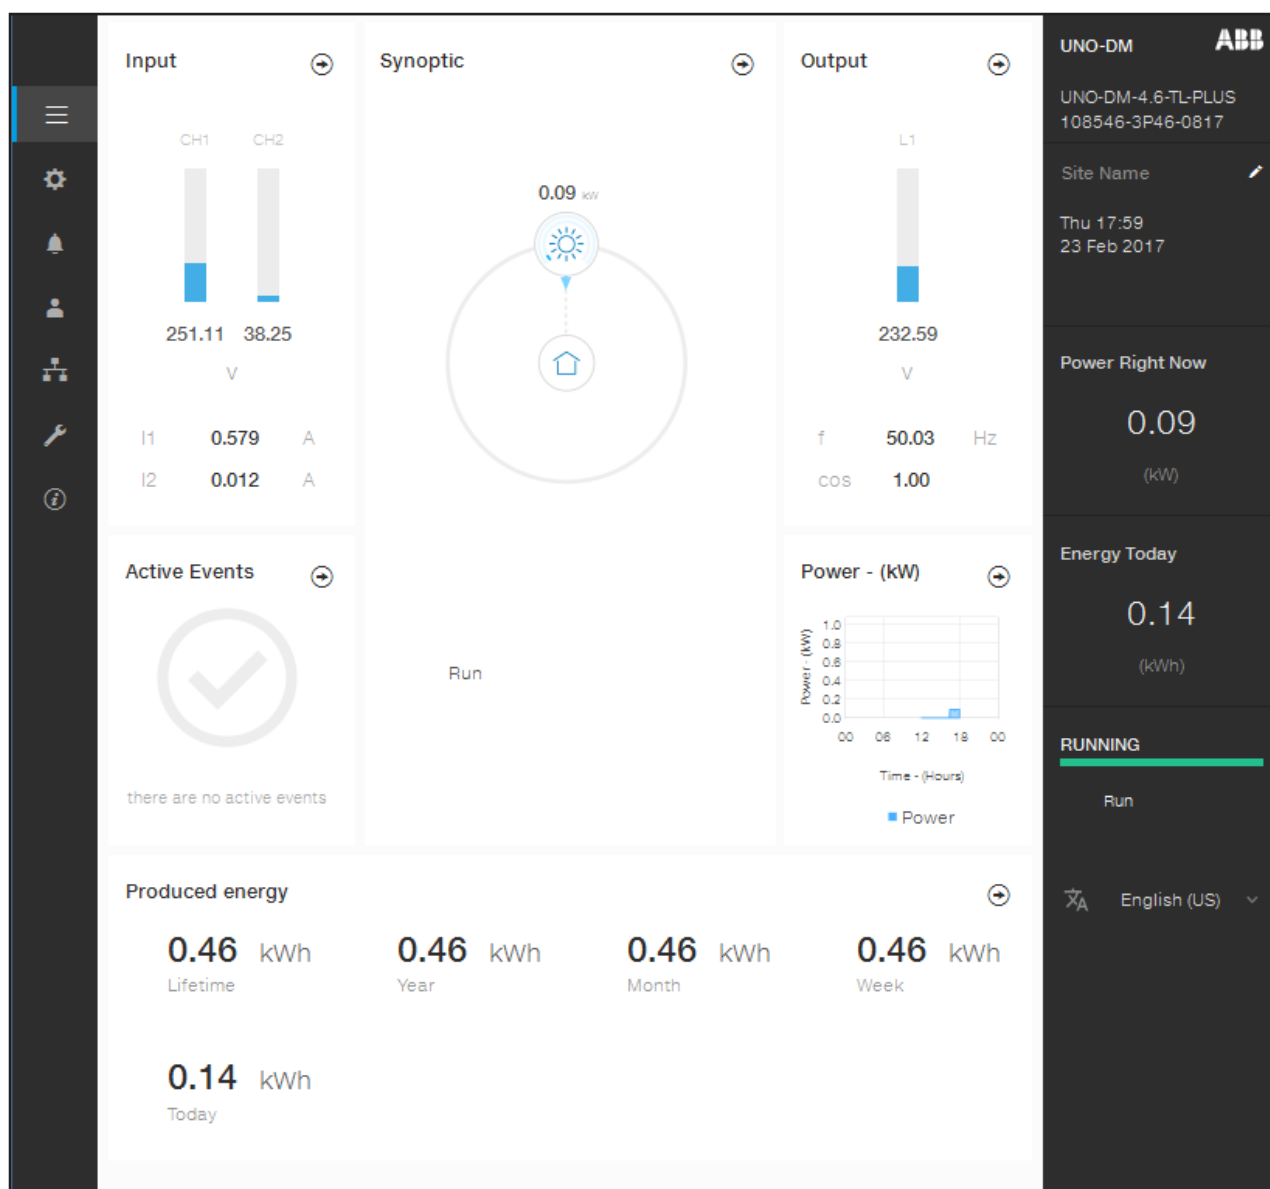 Input
CH1 CH2
251.11 38.25
V
I1 0.579 A
I2 0.012 A
Synoptic
0.09 kW
Run
Output
L1
232.59
V
f 50.03 Hz
cos 1.00
Active Events
there are no active events
Power - (kW)
Power - (kW)
1.0
0.8
0.6
0.4
0.2
0.0
00 06 12 18 00
Time - (Hours)
Power
Produced energy
0.46 kWh 0.46 kWh 0.46 kWh 0.46 kWh
Lifetime Year Month Week
0.14 kWh
Today
UNO-DM ABB
UNO-DM-4.6-TL-PLUS
108546-3P46-0817
Site Name
Thu 17:59
23 Feb 2017
Power Right Now
0.09
(kW)
Energy Today
0.14
(kWh)
RUNNING
Run
English (US)